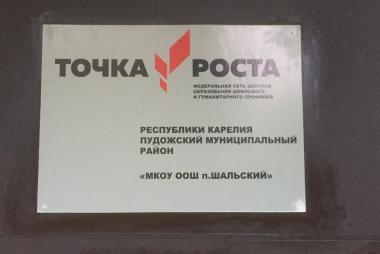 ТОЧКА РОСТА
ФЕДЕРАЛЬНАЯ СЕТЬ ЦЕНТРОВ
ОБРАЗОВАНИЯ ЦИФРОВОГО
И ГУМАНИТАРНОГО ПРОФИЛЕЙ
РЕСПУБЛИКИ КАРЕЛИЯ
ПУДОЖСКИЙ МУНИЦИПАЛЬНЫЙ
РАЙОН
«МКОУ ООШ п.ШАЛЬСКИЙ»